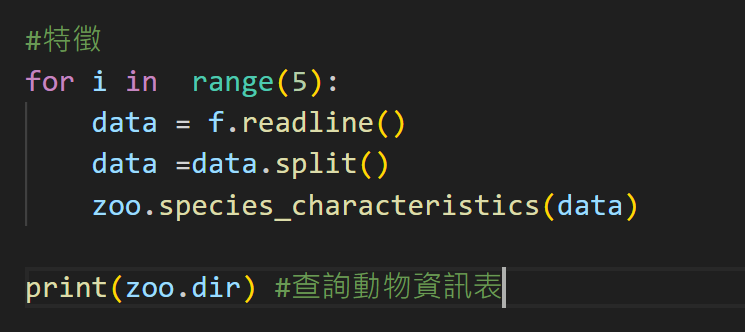 #特徵
for i in  range(5):
    data = f.readline()
    data =data.split()
    zoo.species_characteristics(data)
print(zoo.dir) #查詢動物資訊表